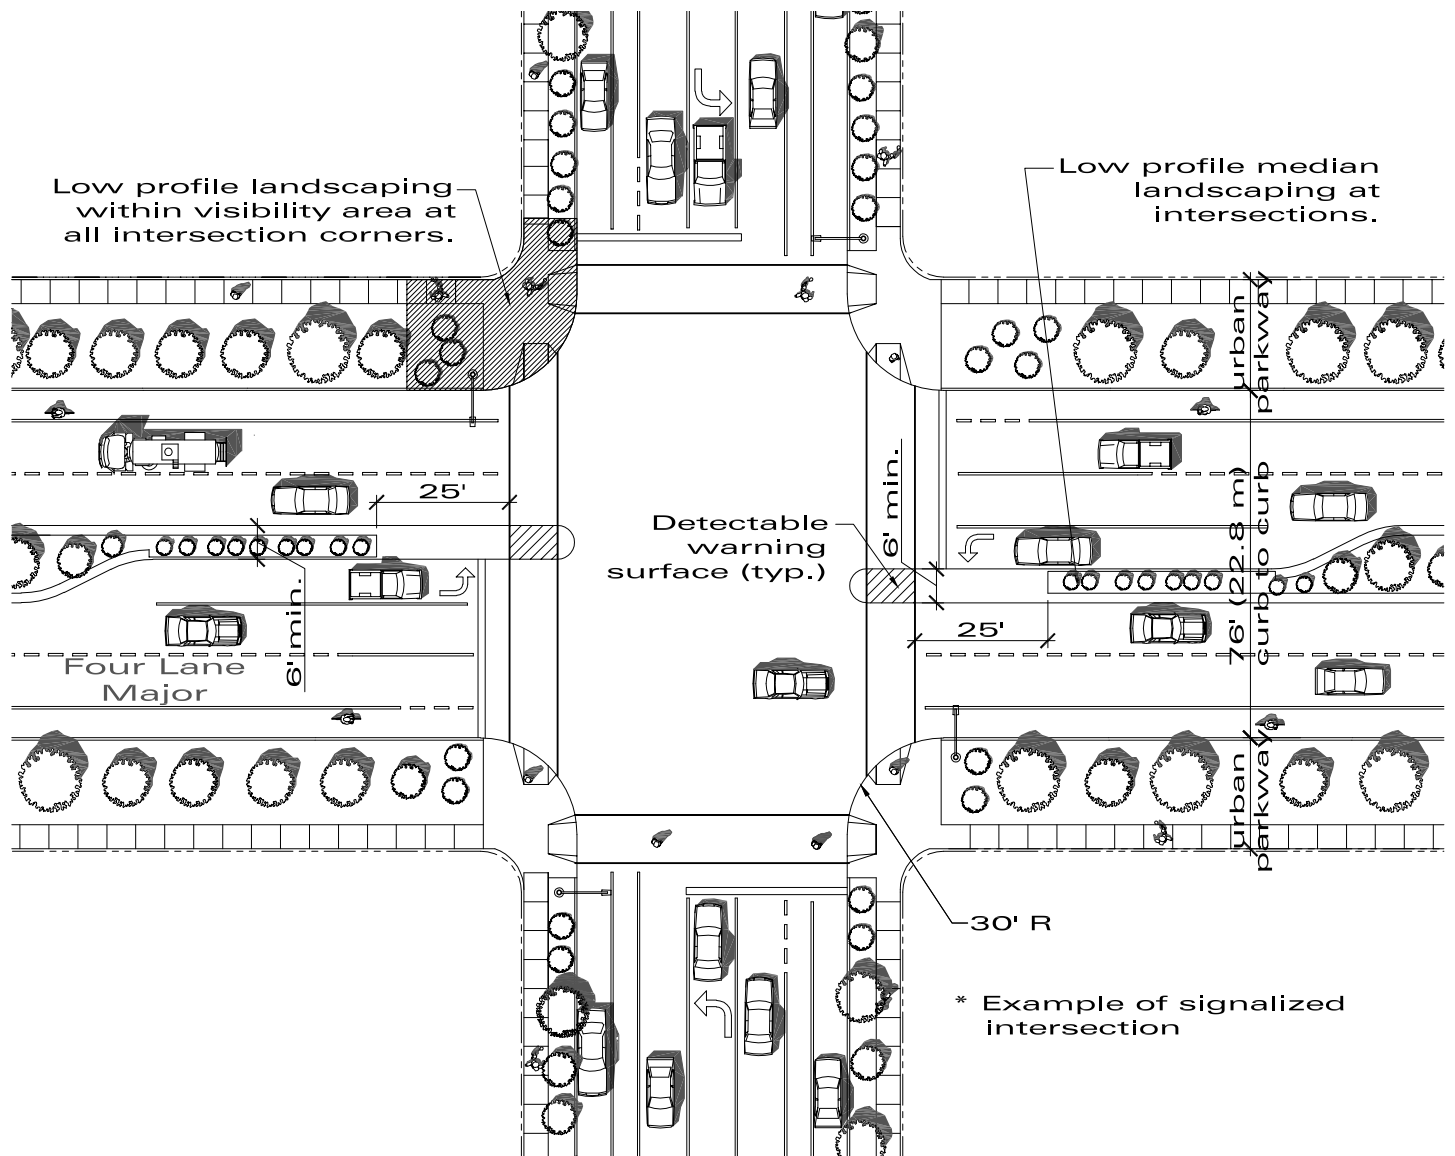 Low profile landscaping
within visibility area at
all intersection corners.
Low profile median
landscaping at
intersections.
urban
parkway
25'
6' min.
Detectable
warning
surface (typ.)
6' min.
25'
76' (22.8 m)
curb to curb
Four Lane
Major
urban
parkway
30' R
* Example of signalized
intersection